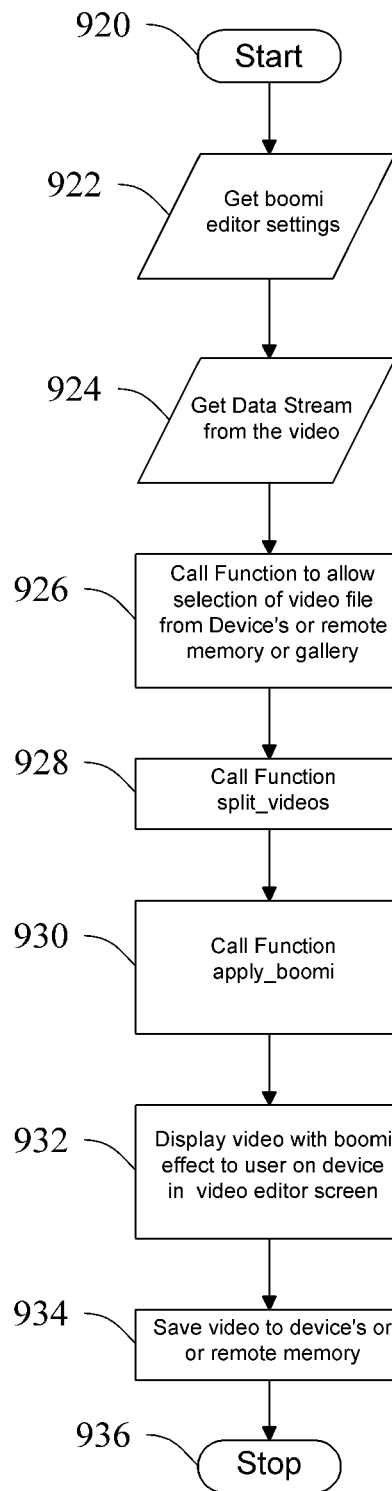 920
Start
922
Get boomi
editor settings
924
Get Data Stream
from the video
926
Call Function to allow
selection of video file
from Device's or remote
memory or gallery
928
Call Function
split_videos
930
Call Function
apply_boomi
932
Display video with boomi
effect to user on device
in video editor screen
934
Save video to device's or
or remote memory
936
Stop